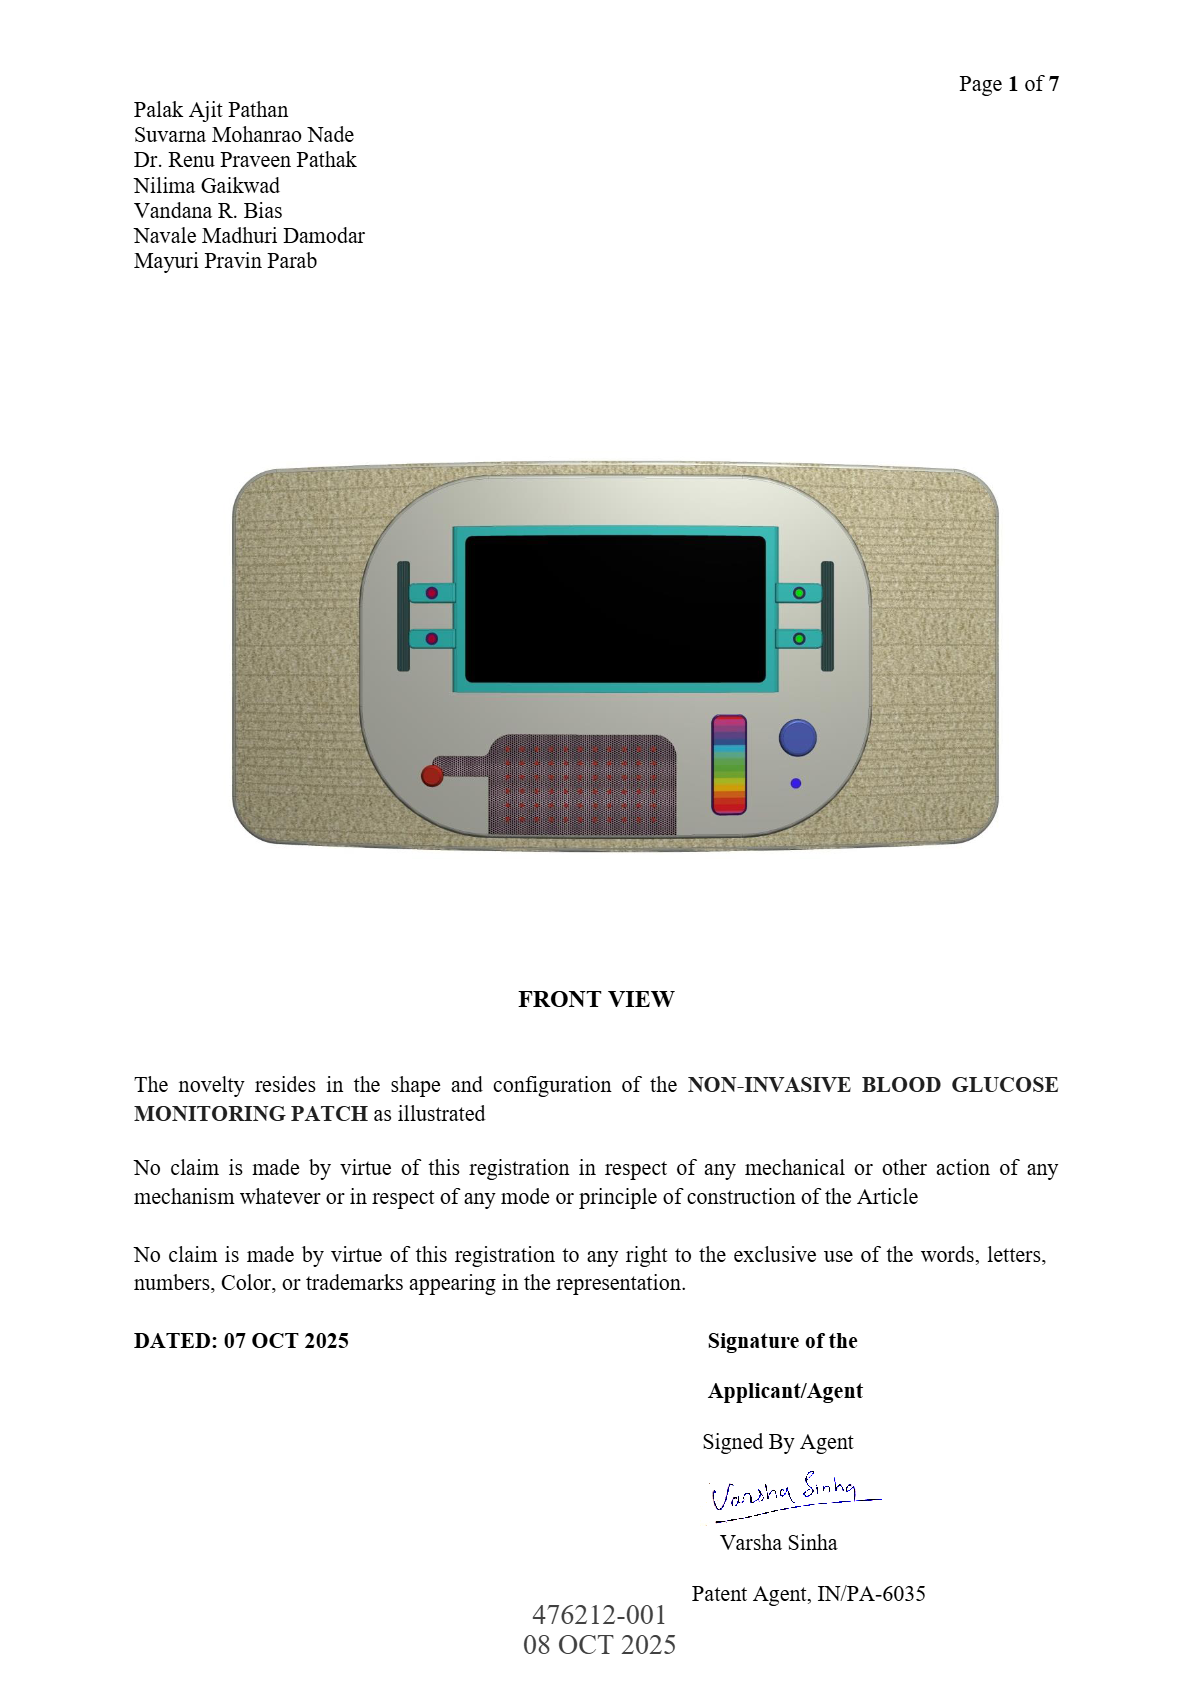 Page 1 of 7
Palak Ajit Pathan
Suvarna Mohanrao Nade
Dr. Renu Praveen Pathak
Nilima Gaikwad
Vandana R. Bias
Navale Madhuri Damodar
Mayuri Pravin Parab
FRONT VIEW
The novelty resides in the shape and configuration of the NON-INVASIVE BLOOD GLUCOSE
MONITORING PATCH as illustrated
No claim is made by virtue of this registration in respect of any mechanical or other action of any
mechanism whatever or in respect of any mode or principle of construction of the Article
No claim is made by virtue of this registration to any right to the exclusive use of the words, letters,
numbers, Color, or trademarks appearing in the representation.
DATED: 07 OCT 2025
Signature of the
Applicant/Agent
Signed By Agent
Varsha Sinha
Varsha Sinha
Patent Agent, IN/PA-6035
476212-001
08 OCT 2025